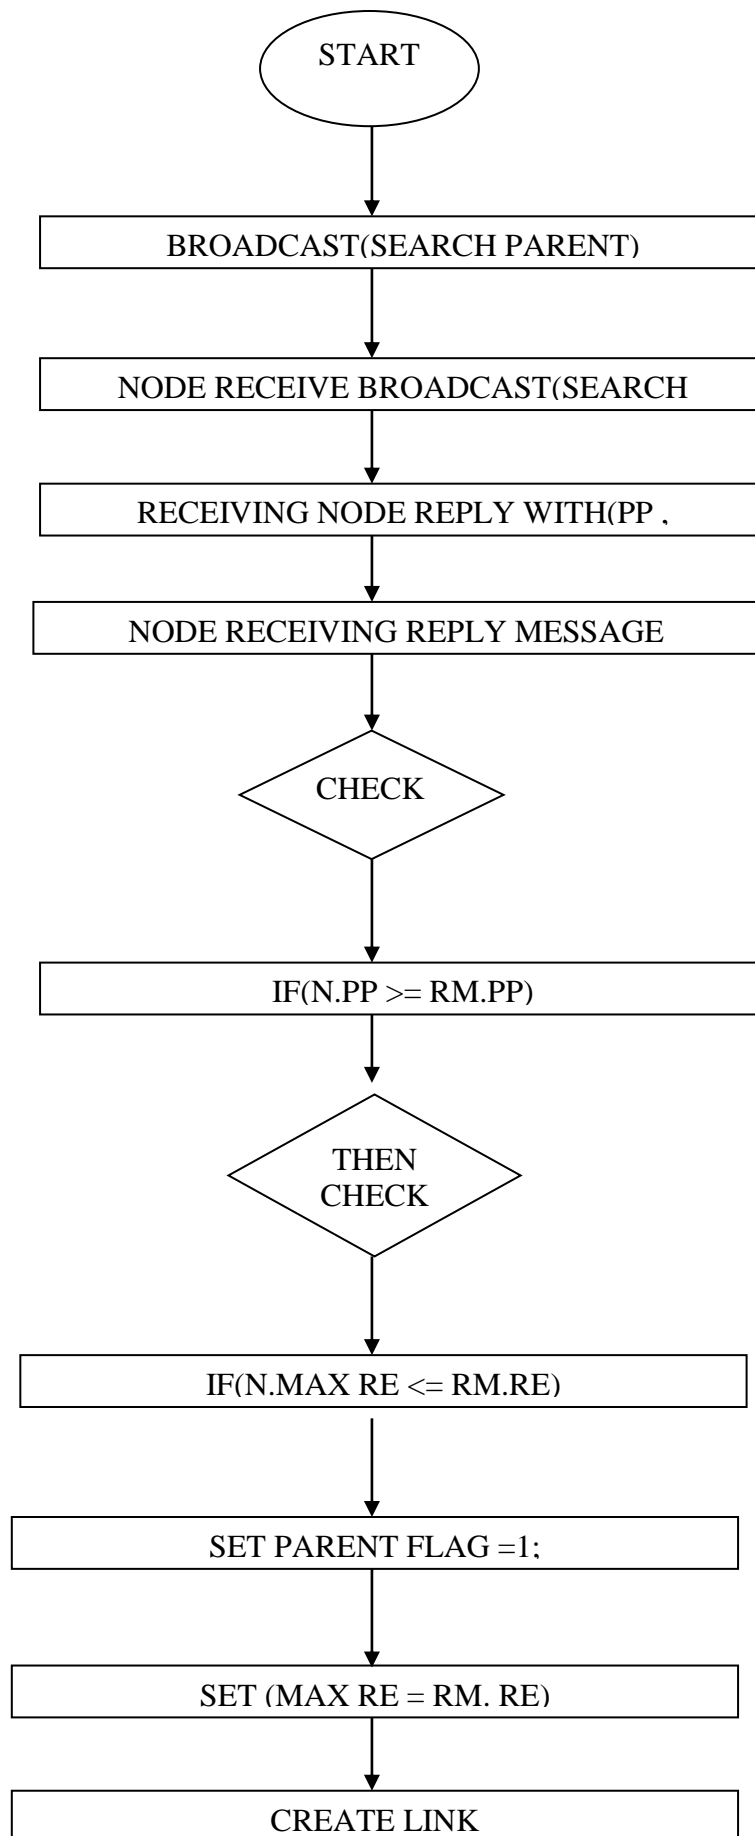 START
BROADCAST(SEARCH PARENT)
NODE RECEIVE BROADCAST(SEARCH
RECEIVING NODE REPLY WITH(PP ,
NODE RECEIVING REPLY MESSAGE
CHECK
IF(N.PP >= RM.PP)
THEN
CHECK
IF(N.MAX RE <= RM.RE)
SET PARENT FLAG =1;
SET (MAX RE = RM. RE)
CREATE LINK